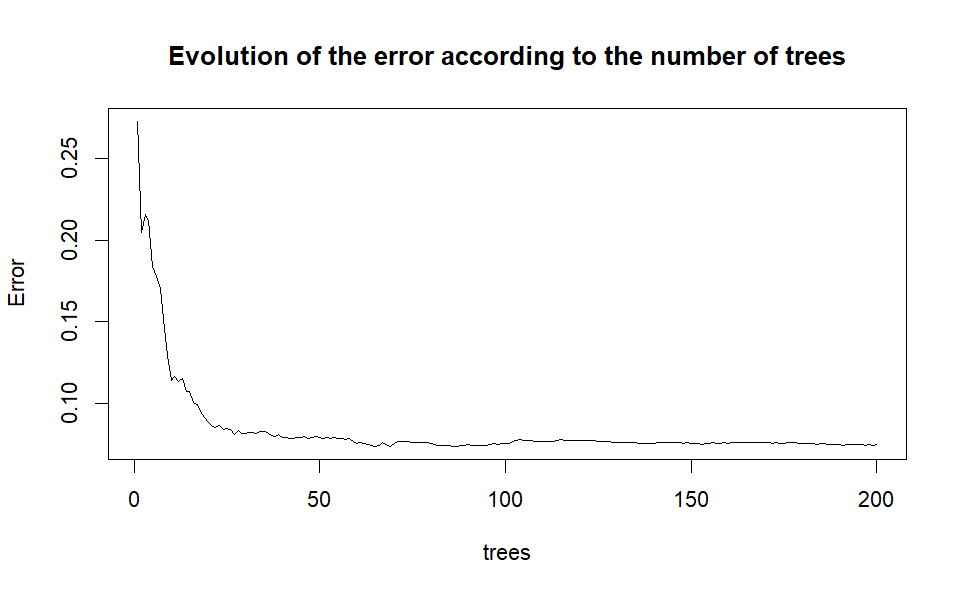 Evolution of the error according to the number of trees
0.25
0.20
0.15
0.10
Error
0 50 100 150 200
trees